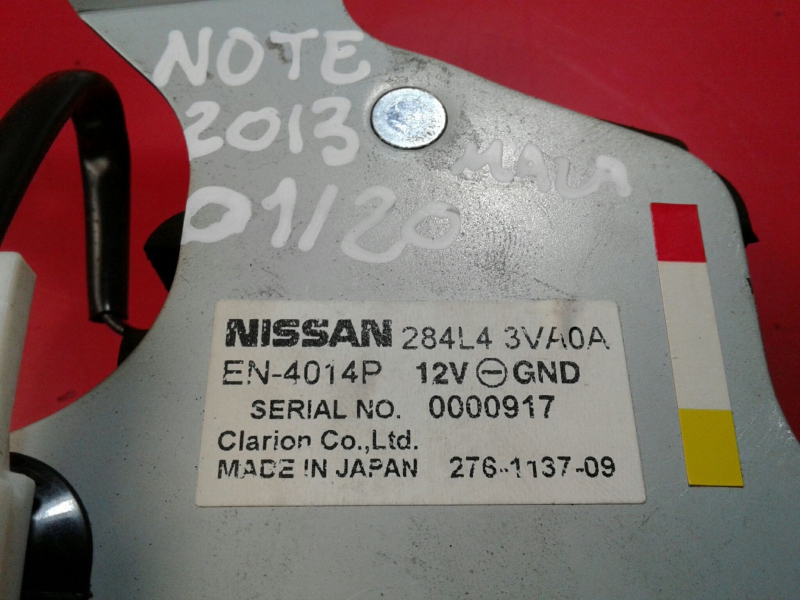 NOTE
2013
MALA
01/20
NISSAN 284L4 3VA0A
EN-4014P 12V ⊖ GND
SERIAL NO. 0000917
Clarion Co.,Ltd.
MADE IN JAPAN 276-1137-09